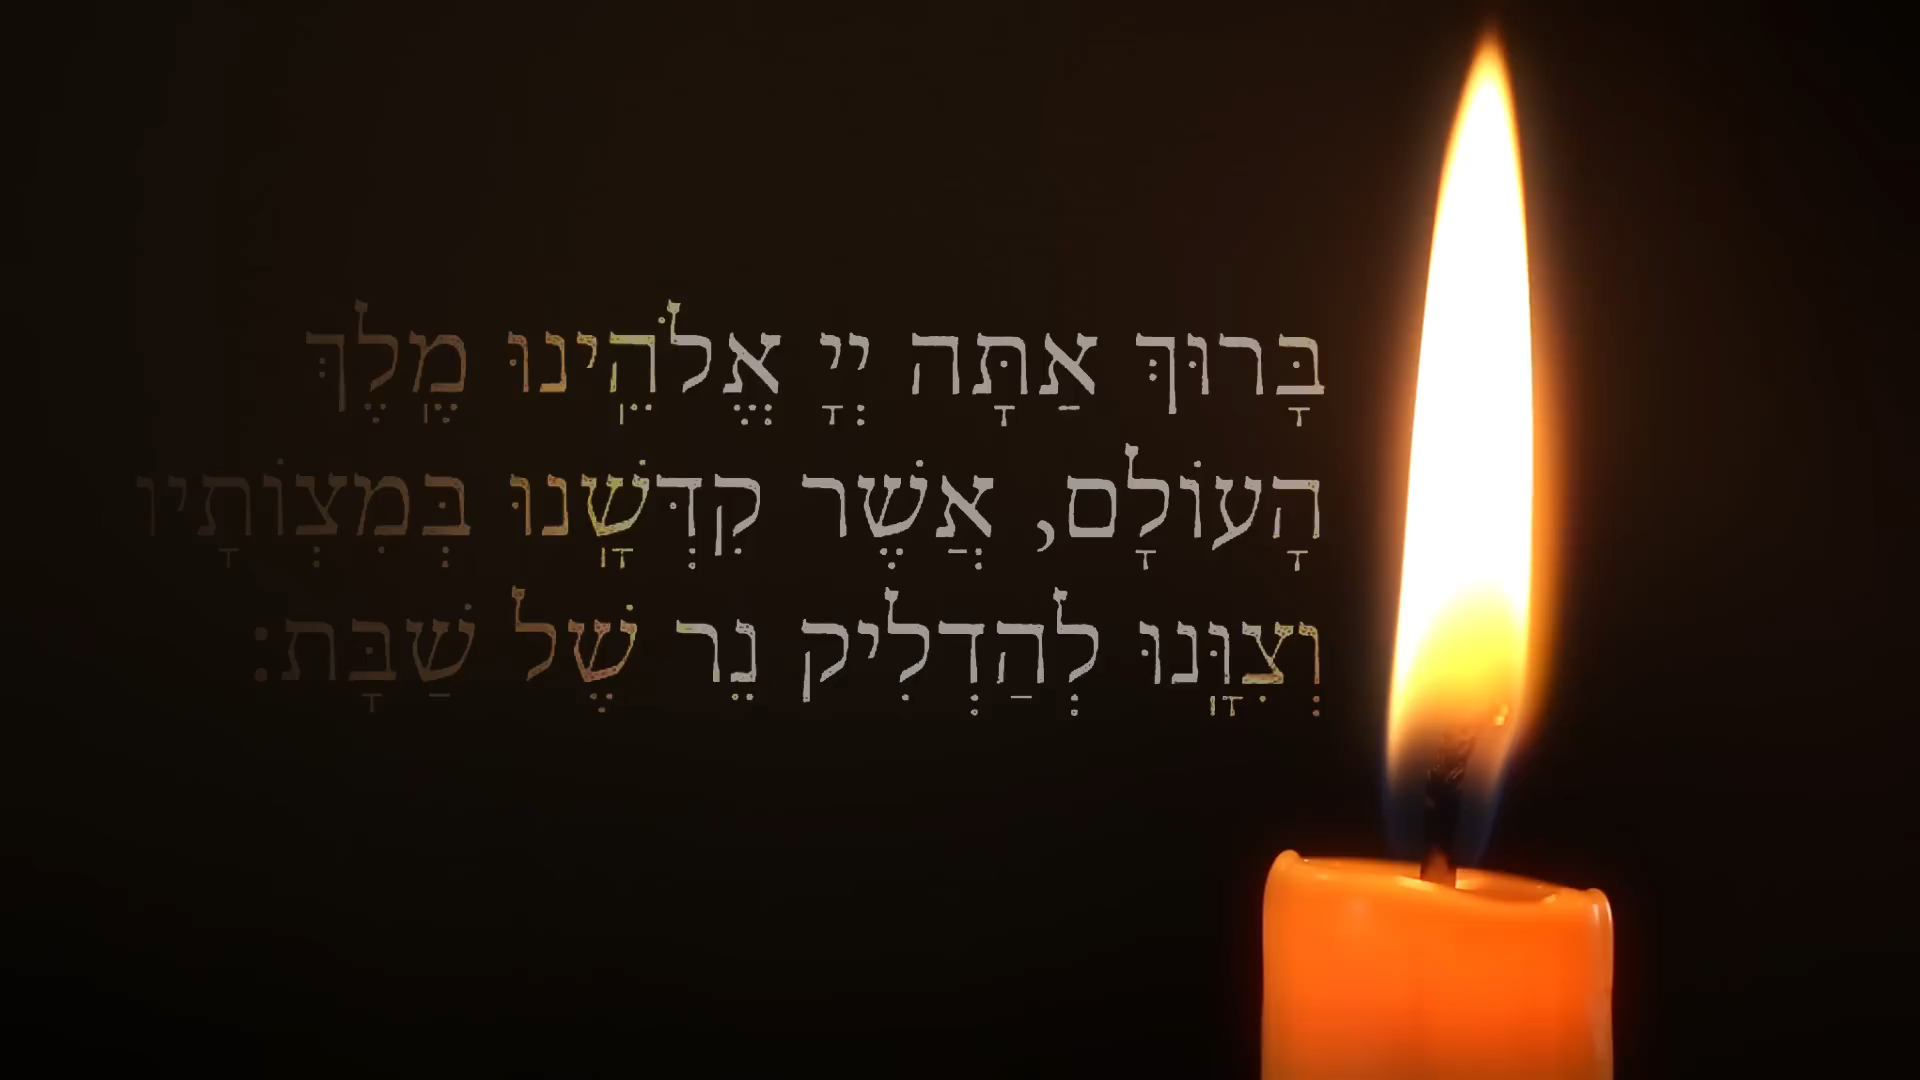 בָּרוּךְ אַתָּה יְיָ אֱלֹהֵֽינוּ מֶֽלֶךְ
הָעוֹלָם, אֲשֶׁר קִדְּשָֽׁנוּ בְּמִצְוֹתָיו
וְצִוָּֽנוּ לְהַדְלִיק נֵר שֶׁל שַׁבָּת: